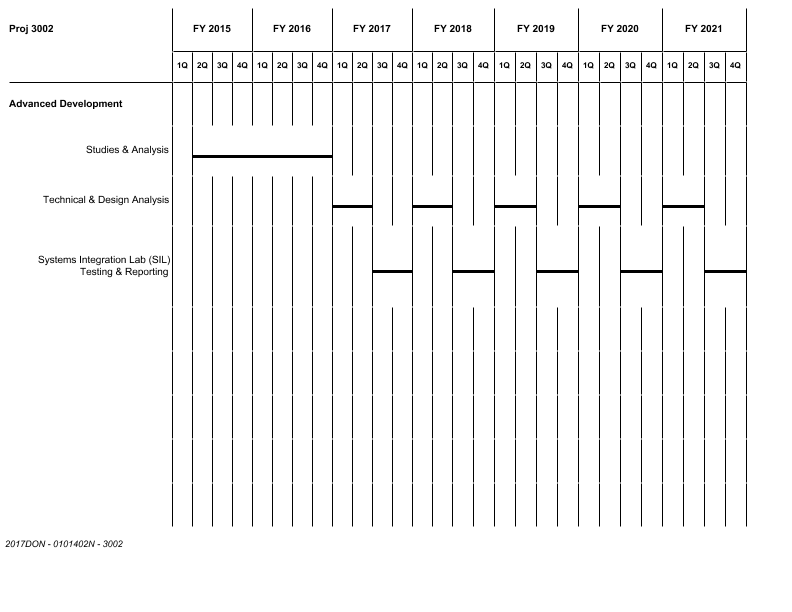 Proj 3002 FY 2015 FY 2016 FY 2017 FY 2018 FY 2019 FY 2020 FY 2021
1Q 2Q 3Q 4Q 1Q 2Q 3Q 4Q 1Q 2Q 3Q 4Q 1Q 2Q 3Q 4Q 1Q 2Q 3Q 4Q 1Q 2Q 3Q 4Q 1Q 2Q 3Q 4Q
Advanced Development
Studies & Analysis
Technical & Design Analysis
Systems Integration Lab (SIL)
Testing & Reporting
2017DON - 0101402N - 3002